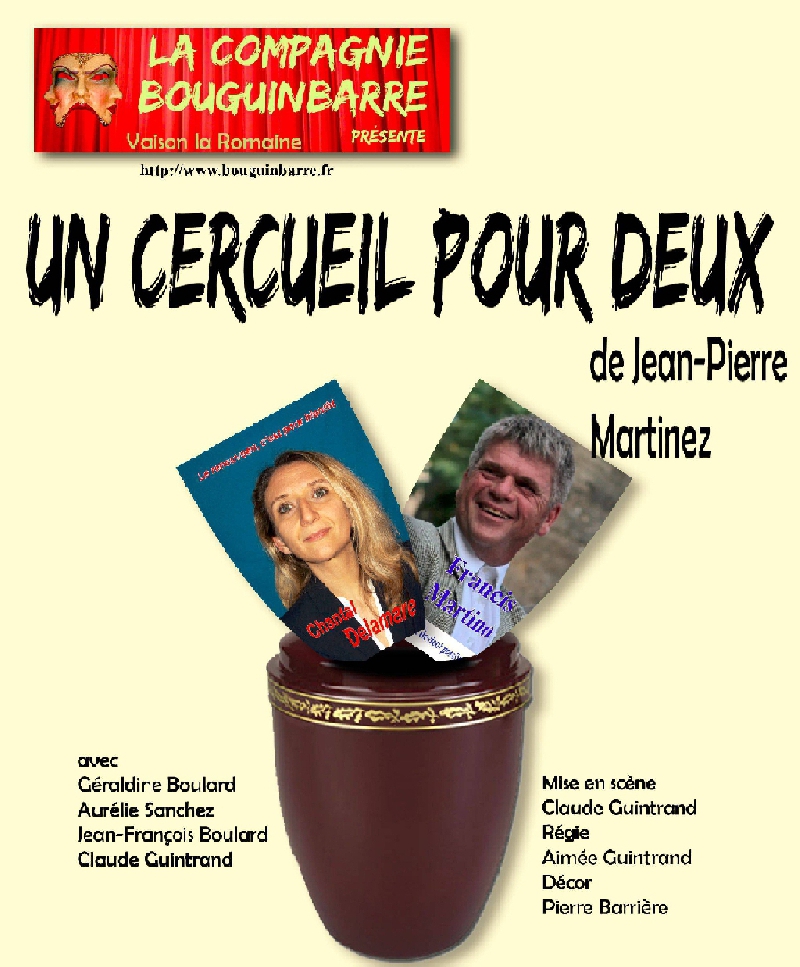 LA COMPAGNIE
BOUGUINBARRE
Vaison la Romaine
PRÉSENTE
http://www.bouguinbarre.fr
UN CERCUEIL POUR DEUX
de Jean-Pierre
Martinez
Chantal
Delamare
Francis
Martino
avec
Géraldine Boulard
Aurélie Sanchez
Jean-François Boulard
Claude Guintrand
Mise en scène
Claude Guintrand
Régie
Aimée Guintrand
Décor
Pierre Barrière